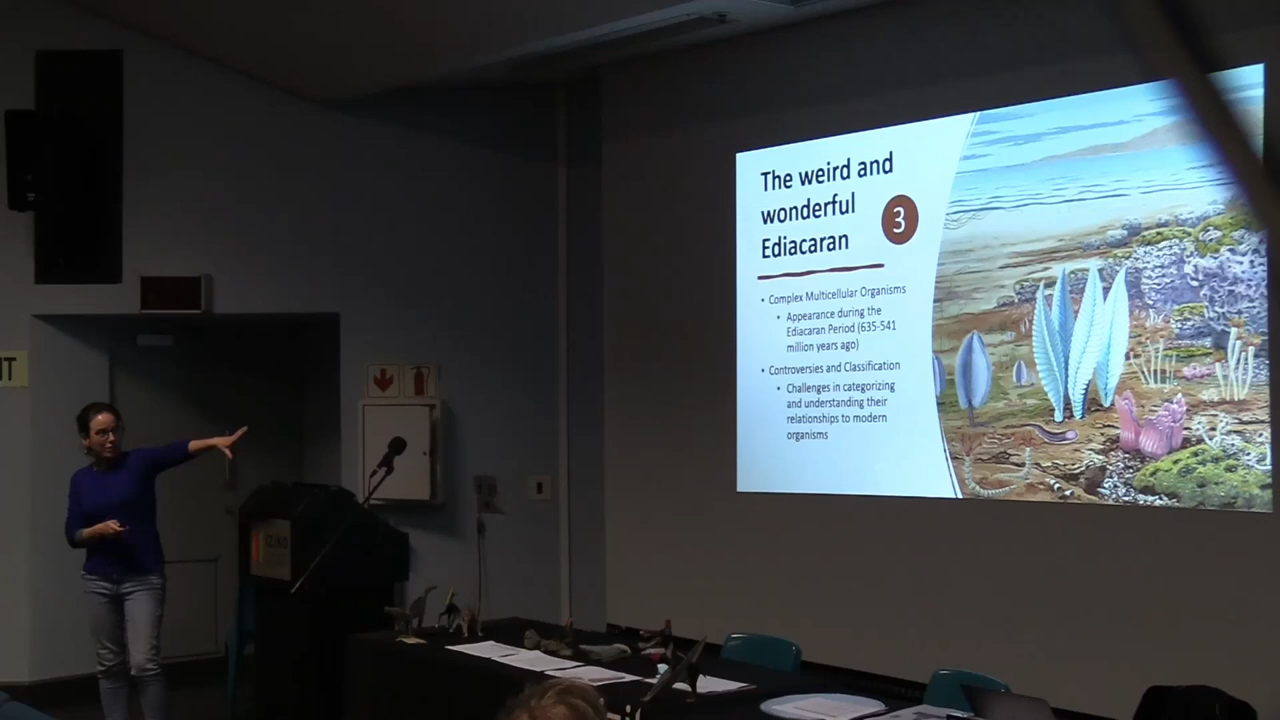 The weird and
wonderful
Ediacaran
3
• Complex Multicellular Organisms
• Appearance during the
Ediacaran Period (635-541
million years ago)
• Controversies and Classification
• Challenges in categorizing
and understanding their
relationships to modern
organisms
IZIKO